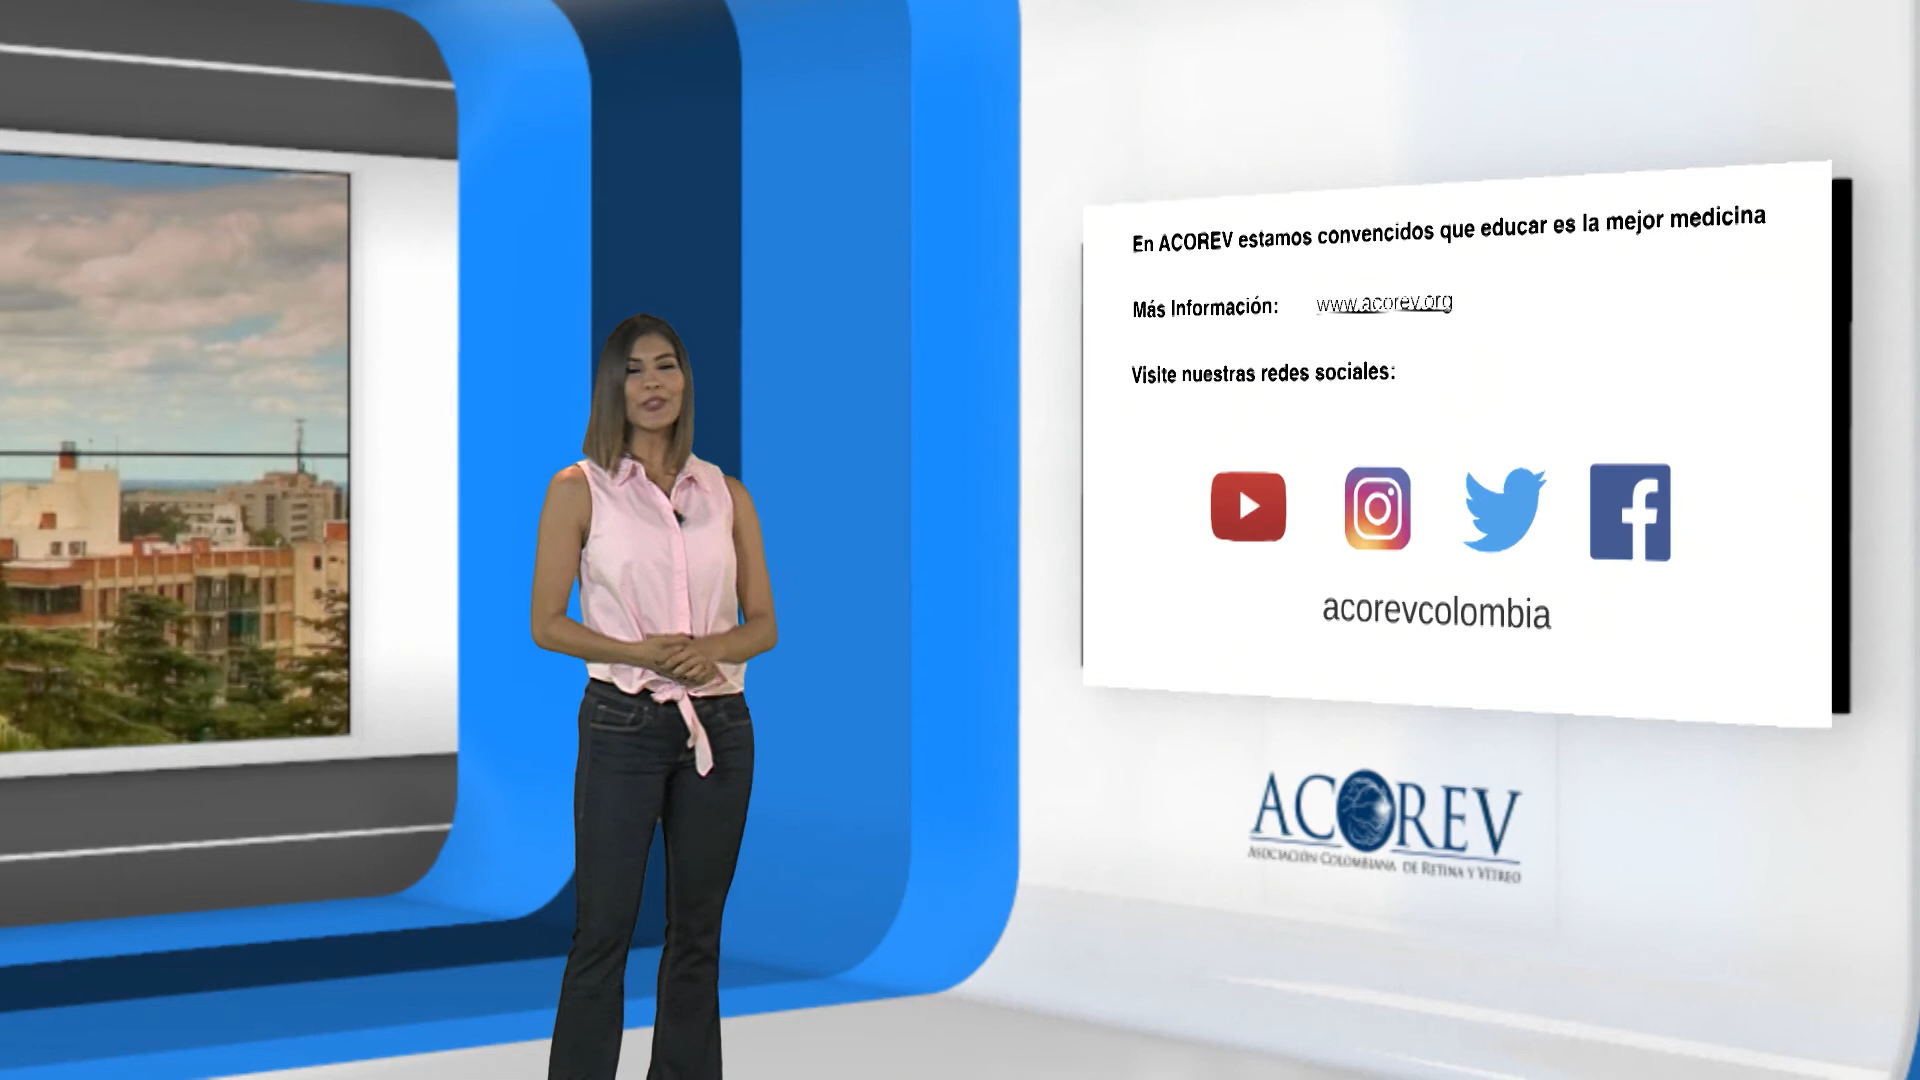 En ACOREV estamos convencidos que educar es la mejor medicina
Más Información: www.acorev.org
Visite nuestras redes sociales:
acorevcolombia
ACOREV
ASOCIACIÓN COLOMBIANA DE RETINA Y VÍTREO